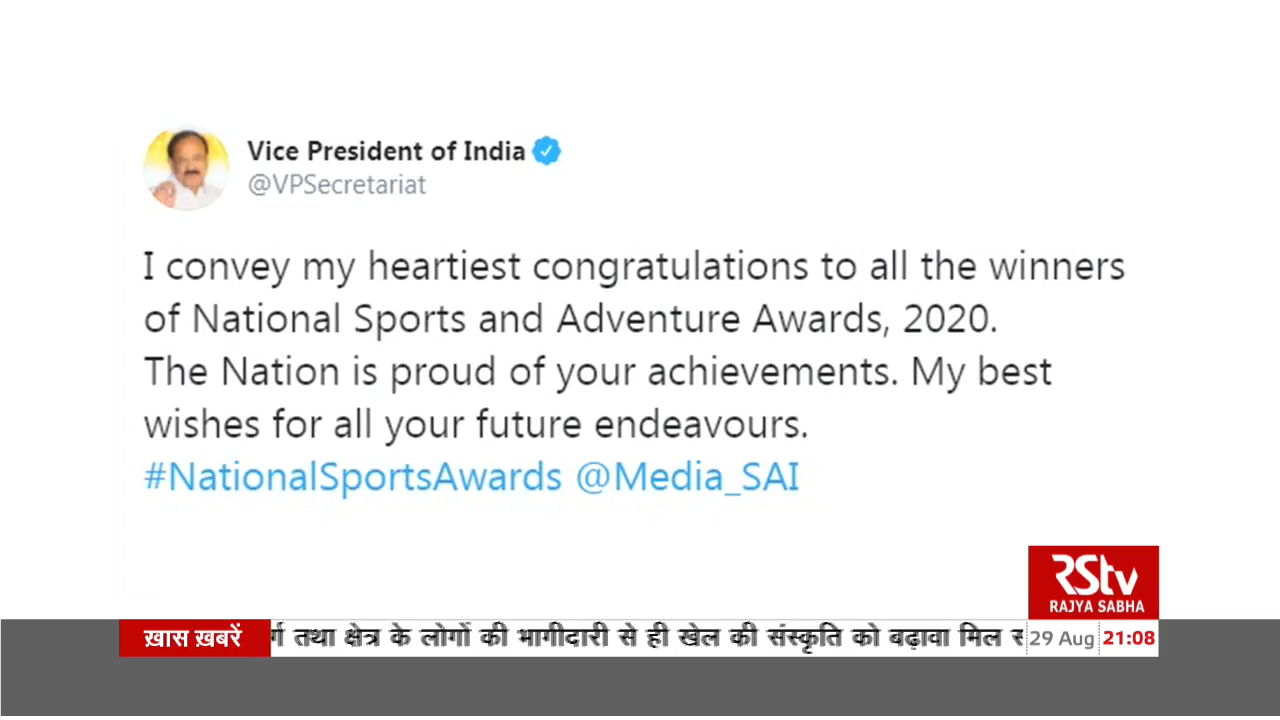 Vice President of India
@VPSecretariat
I convey my heartiest congratulations to all the winners
of National Sports and Adventure Awards, 2020.
The Nation is proud of your achievements. My best
wishes for all your future endeavours.
#NationalSportsAwards @Media_SAI
RStv
RAJYA SABHA
ख़ास ख़बरें
तथा क्षेत्र के लोगों की भागीदारी से ही खेल की संस्कृति को बढ़ावा मिल
29 Aug 21:08